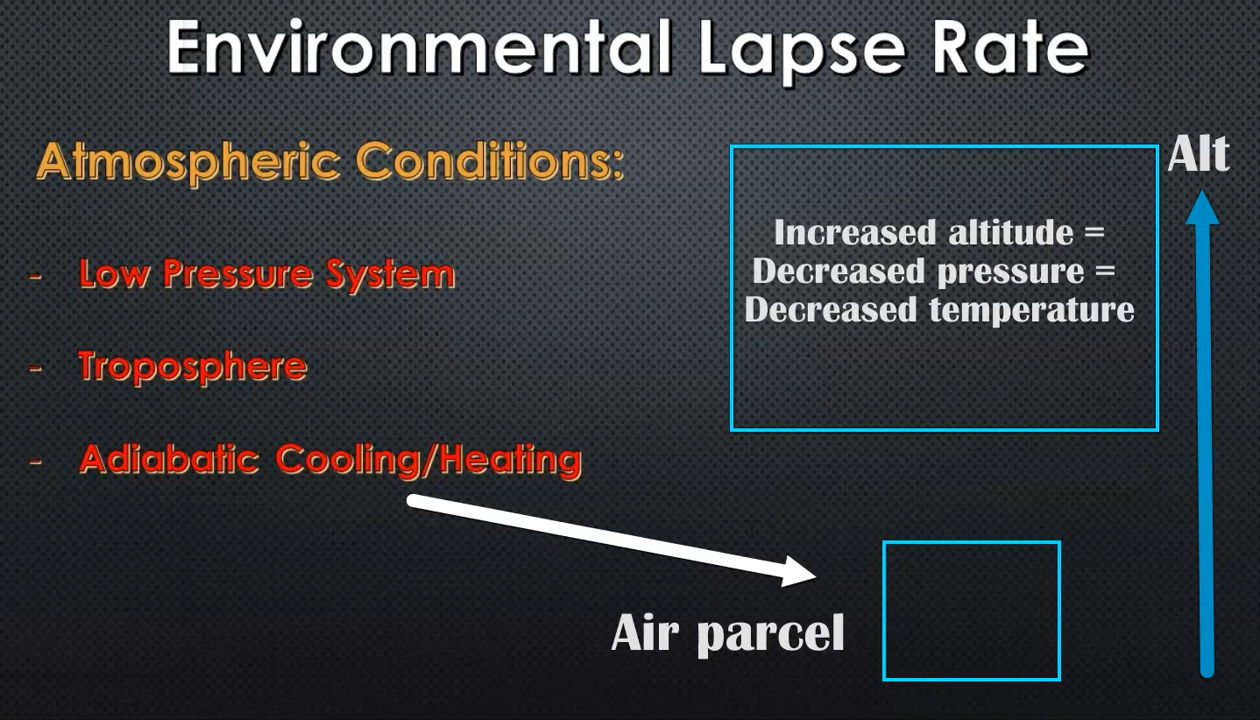 Environmental Lapse Rate
Atmospheric Conditions:
- Low Pressure System
- Troposphere
- Adiabatic Cooling/Heating
Alt
Increased altitude =
Decreased pressure =
Decreased temperature
Air parcel